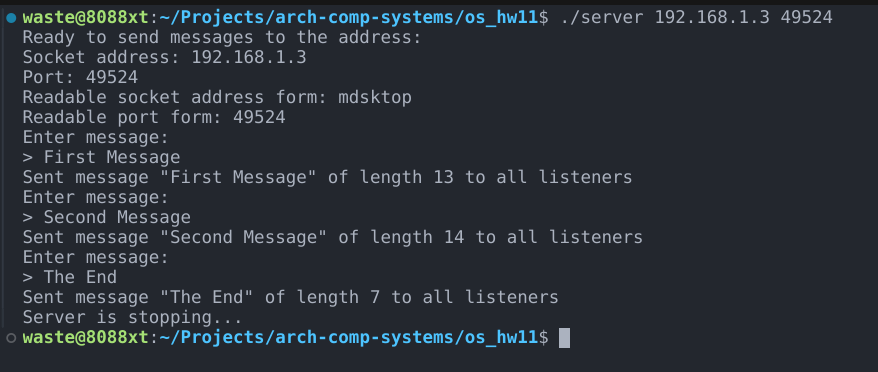 waste@8088xt:~/Projects/arch-comp-systems/os_hw11$ ./server 192.168.1.3 49524
Ready to send messages to the address:
Socket address: 192.168.1.3
Port: 49524
Readable socket address form: mdsktop
Readable port form: 49524
Enter message:
> First Message
Sent message "First Message" of length 13 to all listeners
Enter message:
> Second Message
Sent message "Second Message" of length 14 to all listeners
Enter message:
> The End
Sent message "The End" of length 7 to all listeners
Server is stopping...
waste@8088xt:~/Projects/arch-comp-systems/os_hw11$